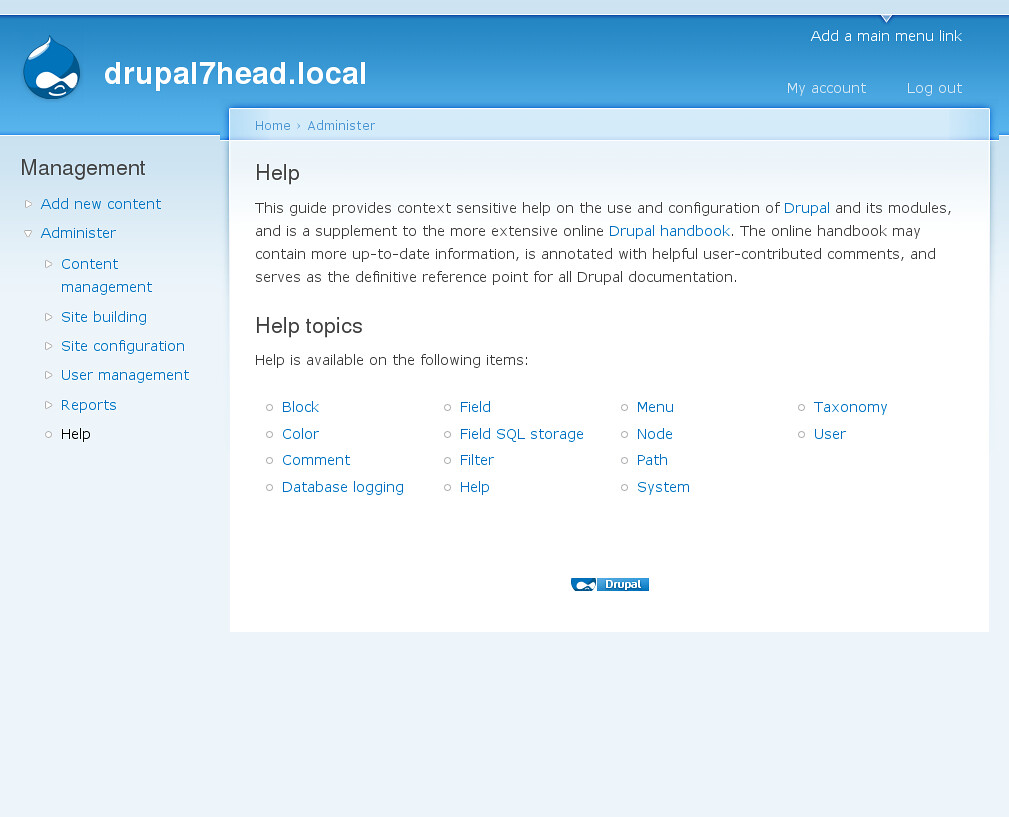 Add a main menu link
drupal7head.local
My account Log out
Home › Administer
Management
Add new content
Administer
Content
management
Site building
Site configuration
User management
Reports
Help
Help
This guide provides context sensitive help on the use and configuration of Drupal and its modules,
and is a supplement to the more extensive online Drupal handbook. The online handbook may
contain more up-to-date information, is annotated with helpful user-contributed comments, and
serves as the definitive reference point for all Drupal documentation.
Help topics
Help is available on the following items:
Block
Color
Comment
Database logging
Field
Field SQL storage
Filter
Help
Menu
Node
Path
System
Taxonomy
User
Drupal